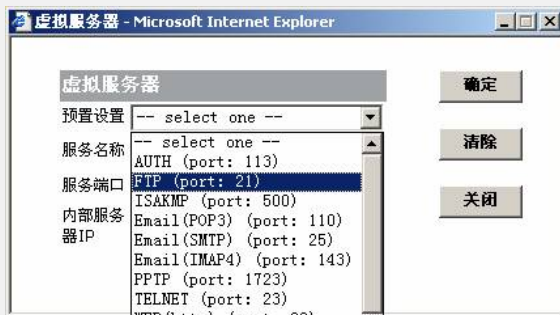 虚拟服务器 - Microsoft Internet Explorer
虚拟服务器
预置设置
-- select one --
-- select one --
AUTH (port: 113)
服务名称
服务端口
FTP (port: 21)
ISAKMP (port: 500)
内部服务
器IP
Email(POP3) (port: 110)
Email(SMTP) (port: 25)
Email(IMAP4) (port: 143)
PPTP (port: 1723)
TELNET (port: 23)
确定
清除
关闭